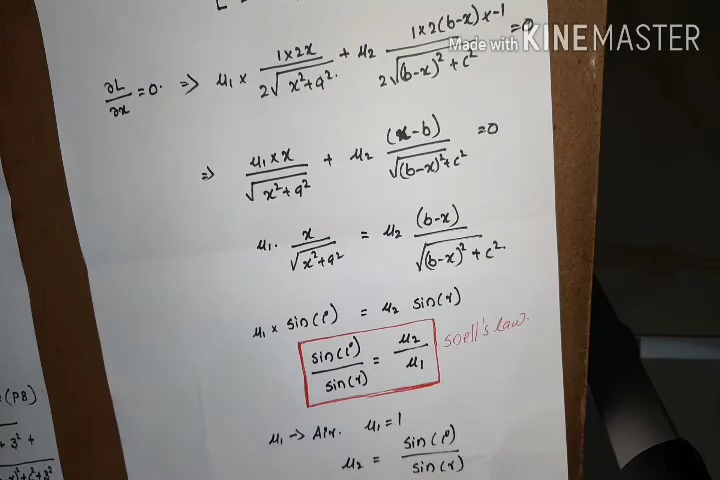 Made with KINEMASTER
∂L/∂x = 0. => μ₁ × (1×2x)/(2√(x²+a²)) + μ₂ (1×2(b-x)×-1)/(2√((b-x)²+c²)) = 0
=> (μ₁×x)/√(x²+a²) + μ₂ (x-b)/√((b-x)²+c²) = 0
μ₁. x/√(x²+a²) = μ₂ (b-x)/√((b-x)²+c²).
μ₁ × sin(i) = μ₂ sin(r)
sin(i)/sin(r) = μ₂/μ₁ snell's law.
μ₁ -> Air. μ₁ = 1
μ₂ = sin(i)/sin(r)
(PB)